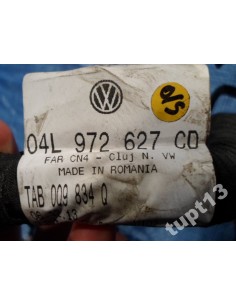 S/O
04L 972 627 CD
FAR CN4 - Cluj N. VW
MADE IN ROMANIA
TAB 009 834 Q
tupt13